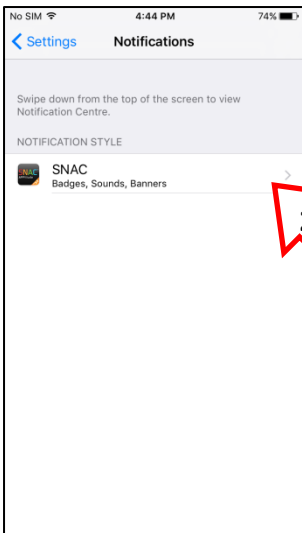 No SIM 4:44 PM 74%
Settings Notifications
Swipe down from the top of the screen to view
Notification Centre.
NOTIFICATION STYLE
SNAC
Badges, Sounds, Banners